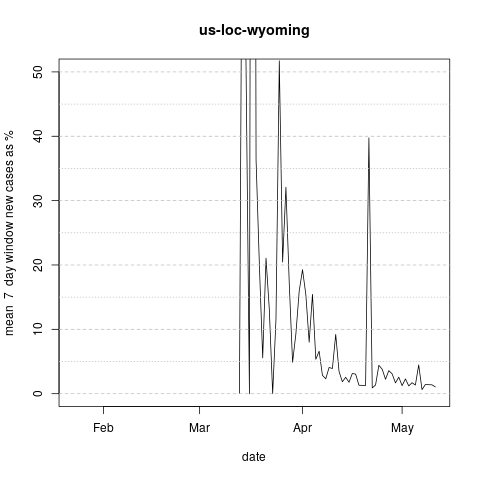 us-loc-wyoming
mean 7 day window new cases as %
50
40
30
20
10
0
Feb
Mar
Apr
May
date